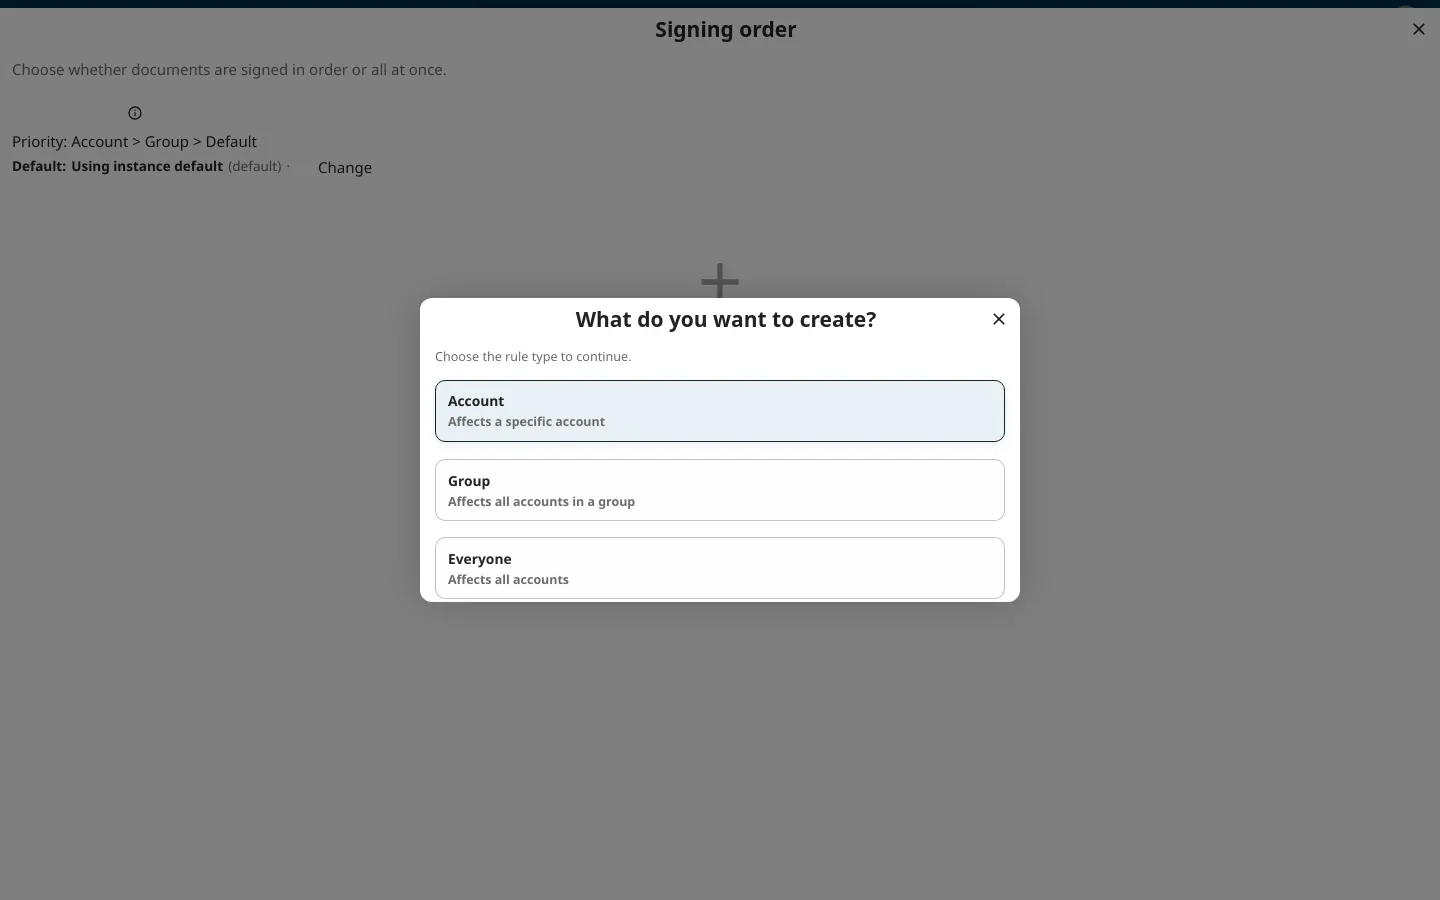 Signing order
Choose whether documents are signed in order or all at once.
Priority: Account > Group > Default
Default: Using instance default (default) · Change
What do you want to create?
Choose the rule type to continue.
Account
Affects a specific account
Group
Affects all accounts in a group
Everyone
Affects all accounts